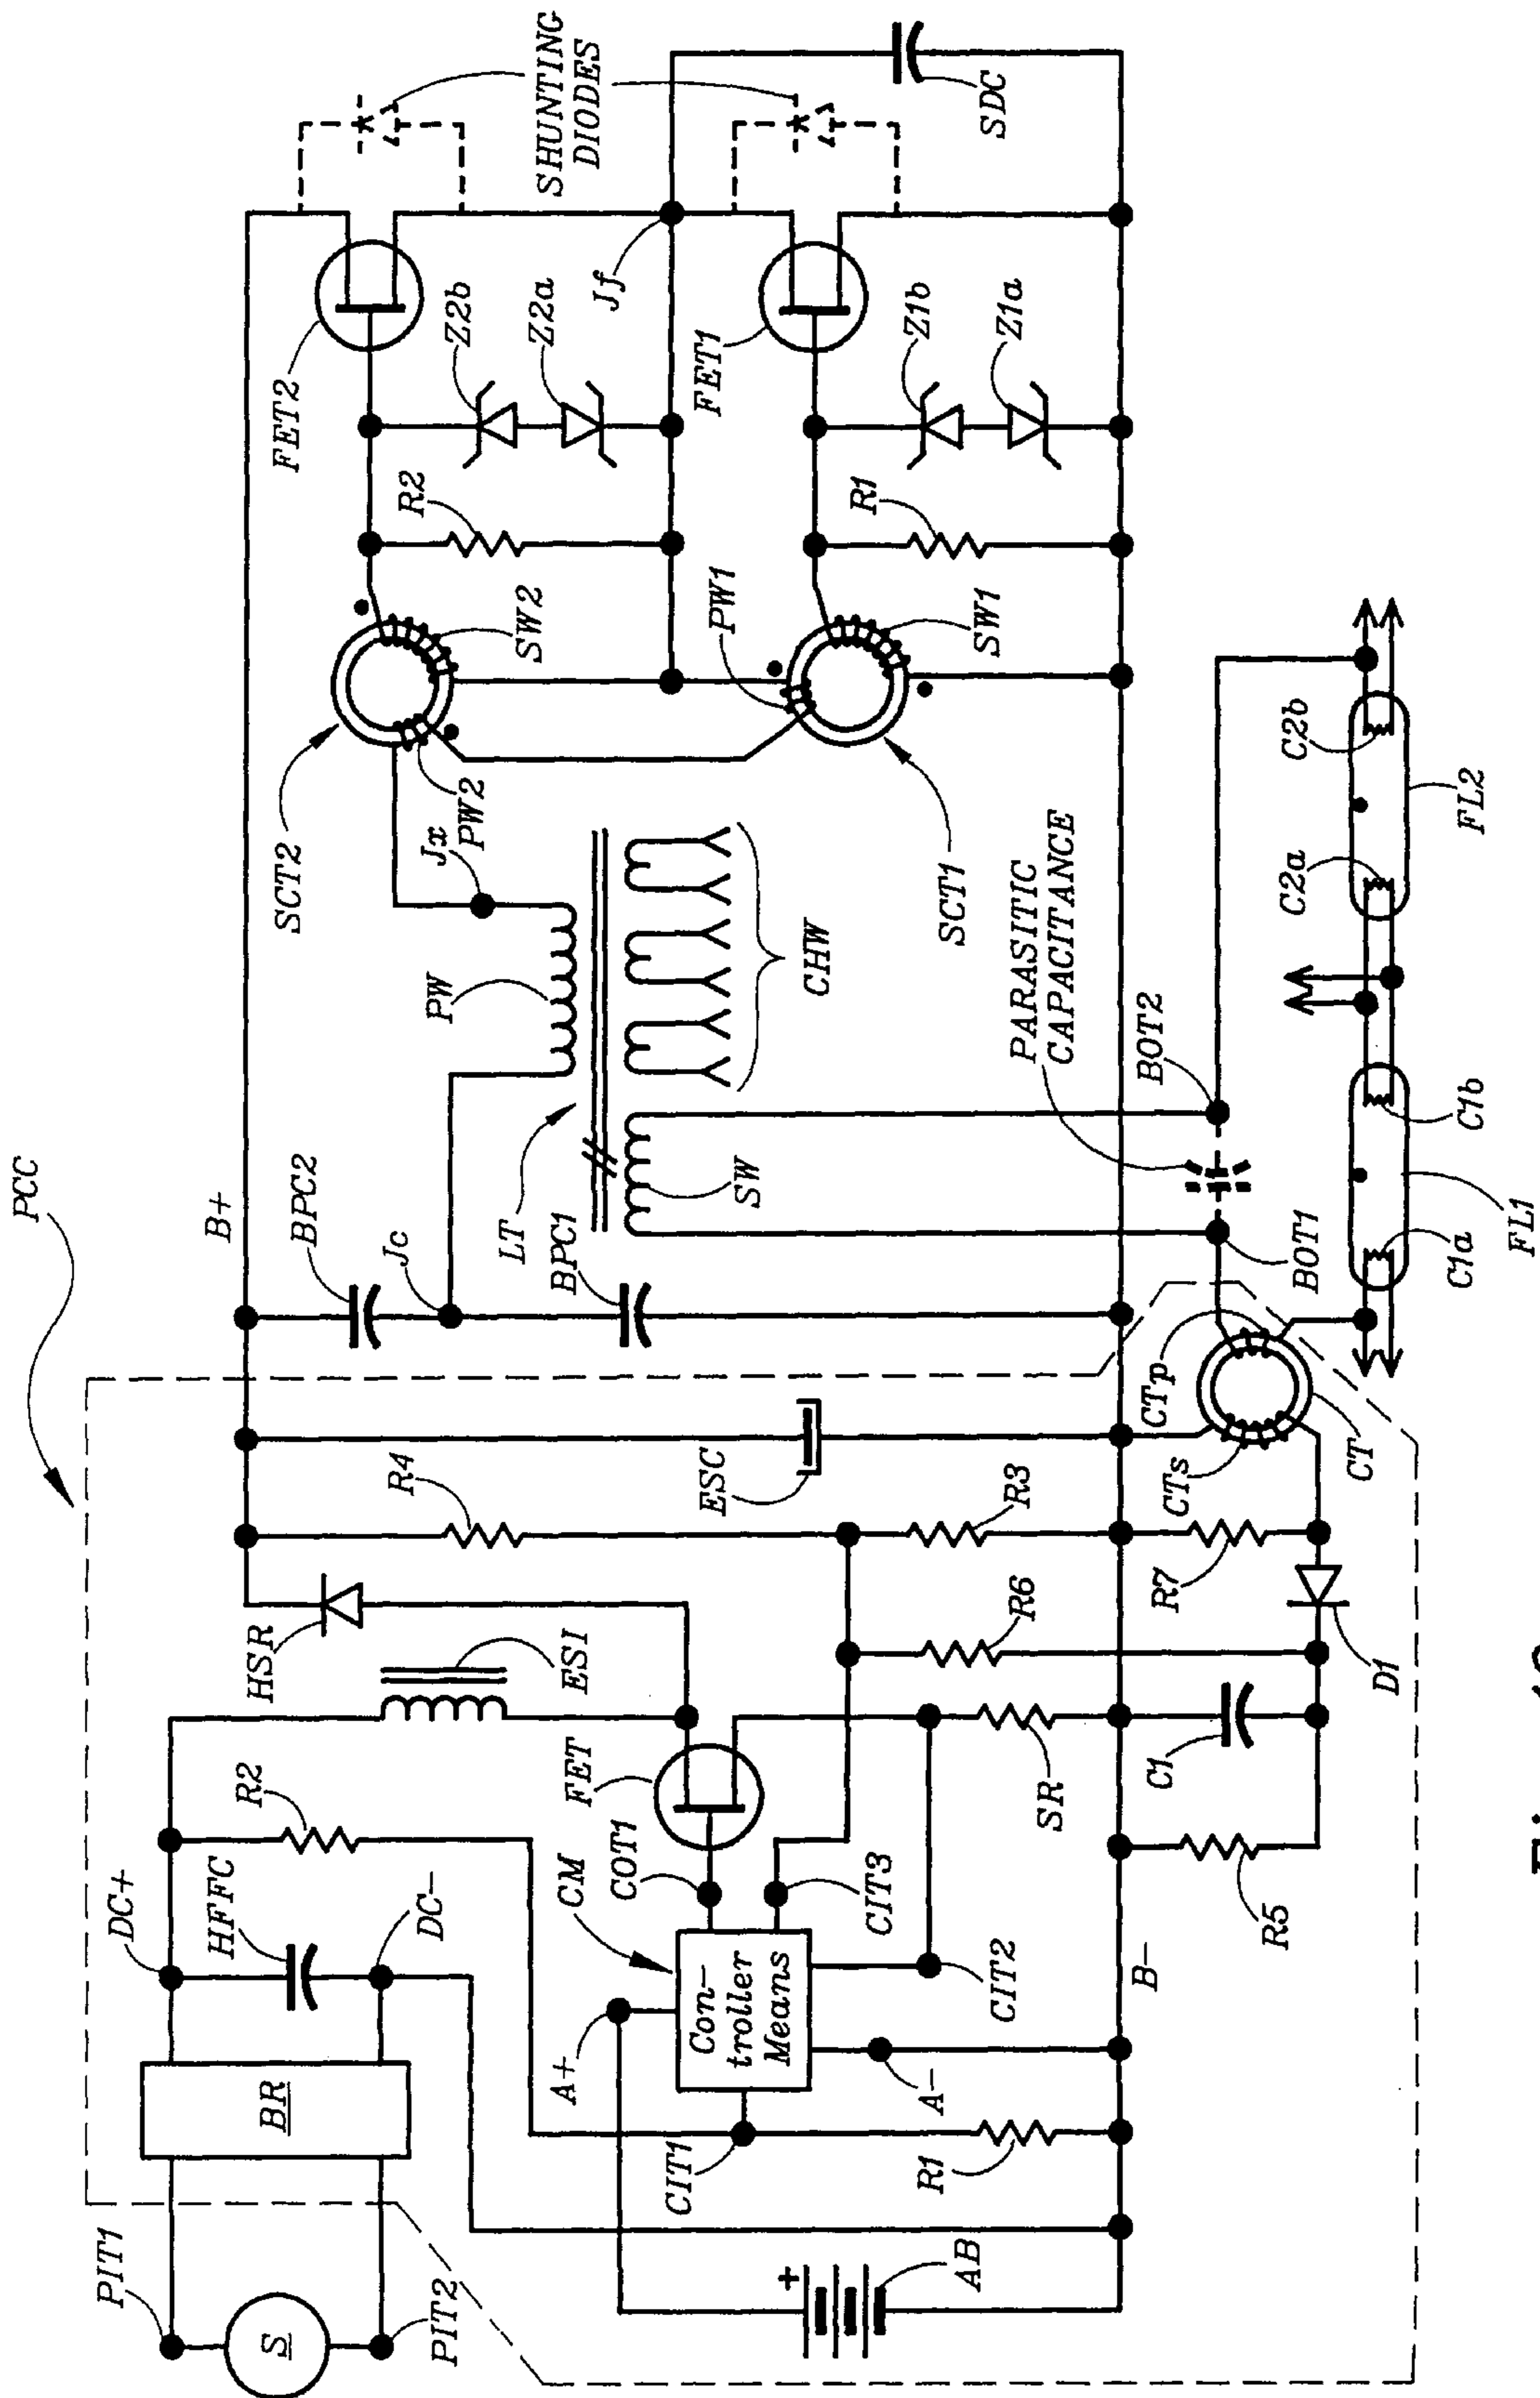 PCC
PIT1
S
PIT2
BR
DC+
HFFC
DC-
R2
HSR
ESI
R4
B+
BPC2
Jc
LT
BPC1
PW
Jx
PW2
SCT2
SW2
R2
FET2
Z2b
Z2a
Jf
SHUNTING
DIODES
A+
CM
COT1
FET
Con-
troller
Means
CIT1
CIT3
CIT2
A-
+
AB
R1
SR
R6
R3
ESC
SW
CHW
PARASITIC
CAPACITANCE
SCT1
PW1
SW1
R1
FET1
Z1b
Z1a
SDC
B-
R5
C1
D1
R7
CTs
CTp
CT
BOT1
BOT2
C1a
FL1
C1b
C2a
FL2
C2b